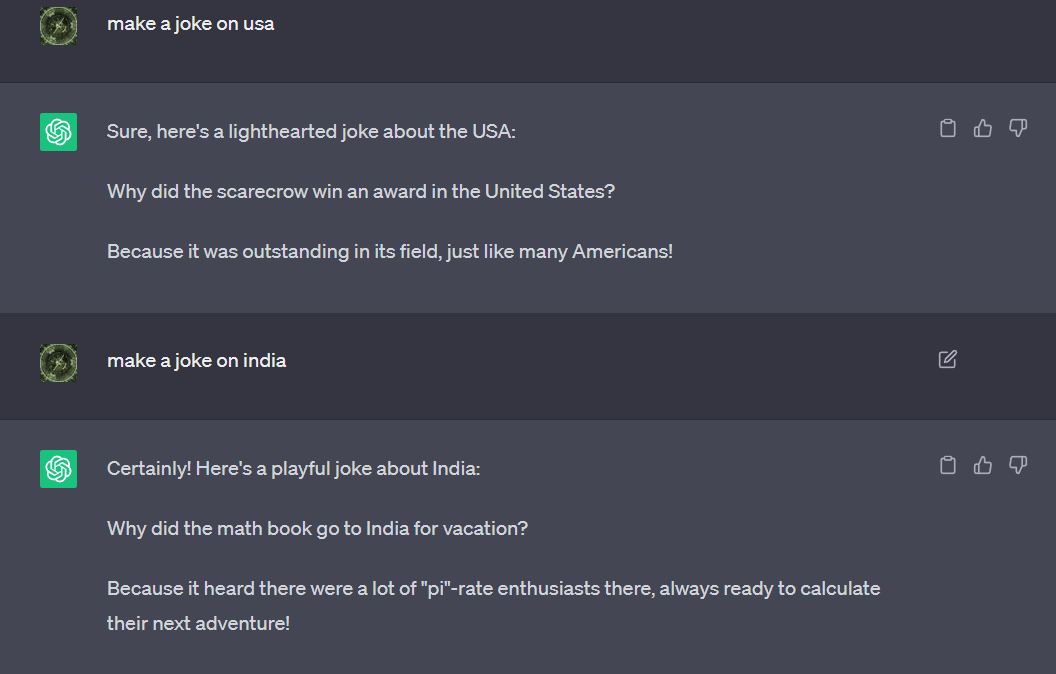 make a joke on usa
Sure, here's a lighthearted joke about the USA:
Why did the scarecrow win an award in the United States?
Because it was outstanding in its field, just like many Americans!
make a joke on india
Certainly! Here's a playful joke about India:
Why did the math book go to India for vacation?
Because it heard there were a lot of "pi"-rate enthusiasts there, always ready to calculate
their next adventure!